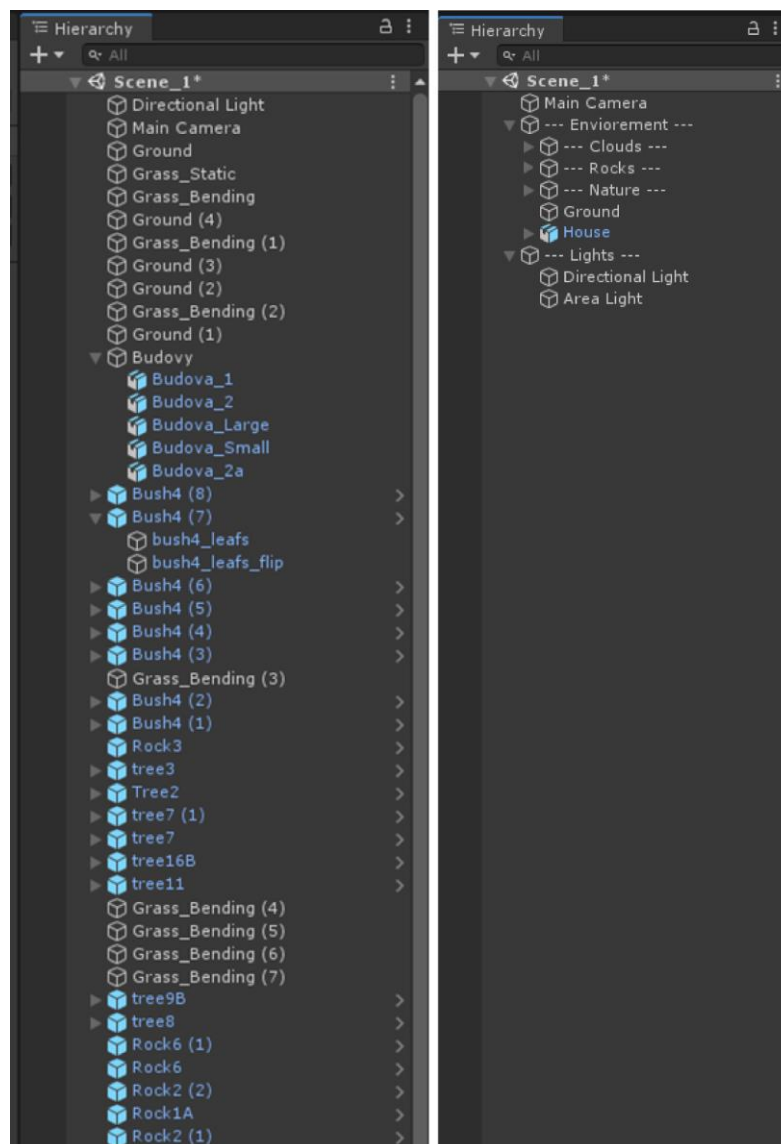 Hierarchy
All
Scene_1*
Directional Light
Main Camera
Ground
Grass_Static
Grass_Bending
Ground (4)
Grass_Bending (1)
Ground (3)
Ground (2)
Grass_Bending (2)
Ground (1)
Budovy
Budova_1
Budova_2
Budova_Large
Budova_Small
Budova_2a
Bush4 (8)
Bush4 (7)
bush4_leafs
bush4_leafs_flip
Bush4 (6)
Bush4 (5)
Bush4 (4)
Bush4 (3)
Grass_Bending (3)
Bush4 (2)
Bush4 (1)
Rock3
tree3
Tree2
tree7 (1)
tree7
tree16B
tree11
Grass_Bending (4)
Grass_Bending (5)
Grass_Bending (6)
Grass_Bending (7)
tree9B
tree8
Rock6 (1)
Rock6
Rock2 (2)
Rock1A
Rock2 (1)
Hierarchy
All
Scene_1*
Main Camera
--- Enviorement ---
--- Clouds ---
--- Rocks ---
--- Nature ---
Ground
House
--- Lights ---
Directional Light
Area Light